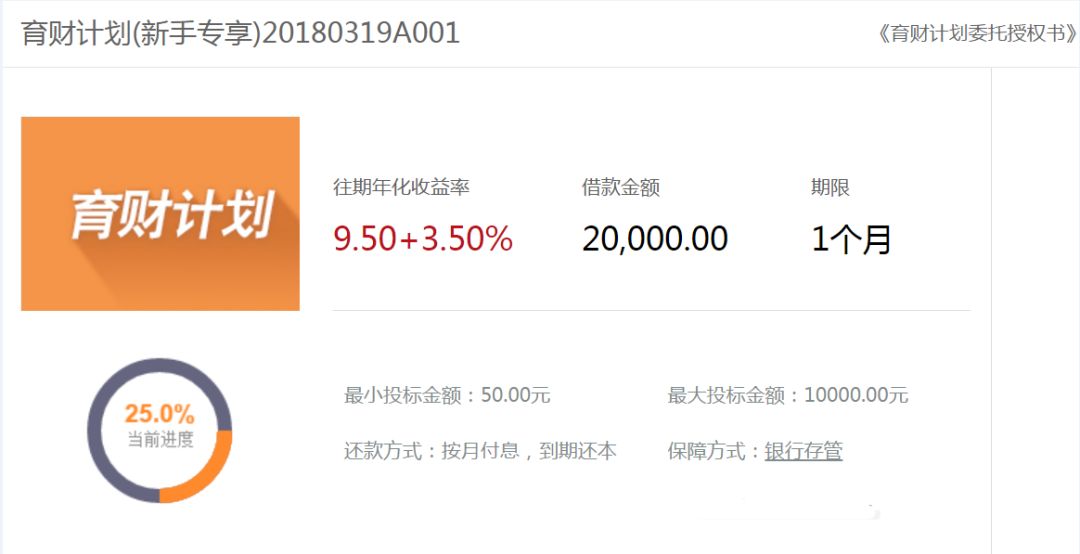 育财计划(新手专享)20180319A001
《育财计划委托授权书》
育财计划
往期年化收益率
借款金额
期限
9.50+3.50%
20,000.00
1个月
25.0%
当前进度
最小投标金额：50.00元
最大投标金额：10000.00元
还款方式：按月付息，到期还本
保障方式：银行存管